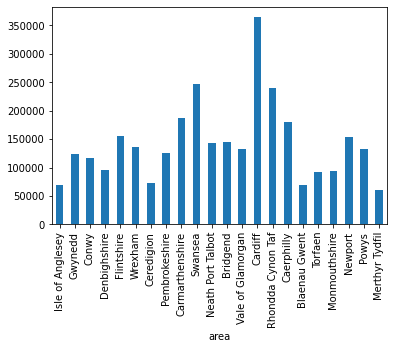 350000
300000
250000
200000
150000
100000
50000
0
Isle of Anglesey
Gwynedd
Conwy
Denbighshire
Flintshire
Wrexham
Ceredigion
Pembrokeshire
Carmarthenshire
Swansea
Neath Port Talbot
Bridgend
Vale of Glamorgan
Cardiff
Rhondda Cynon Taf
Caerphilly
Blaenau Gwent
Torfaen
Monmouthshire
Newport
Powys
Merthyr Tydfil
area